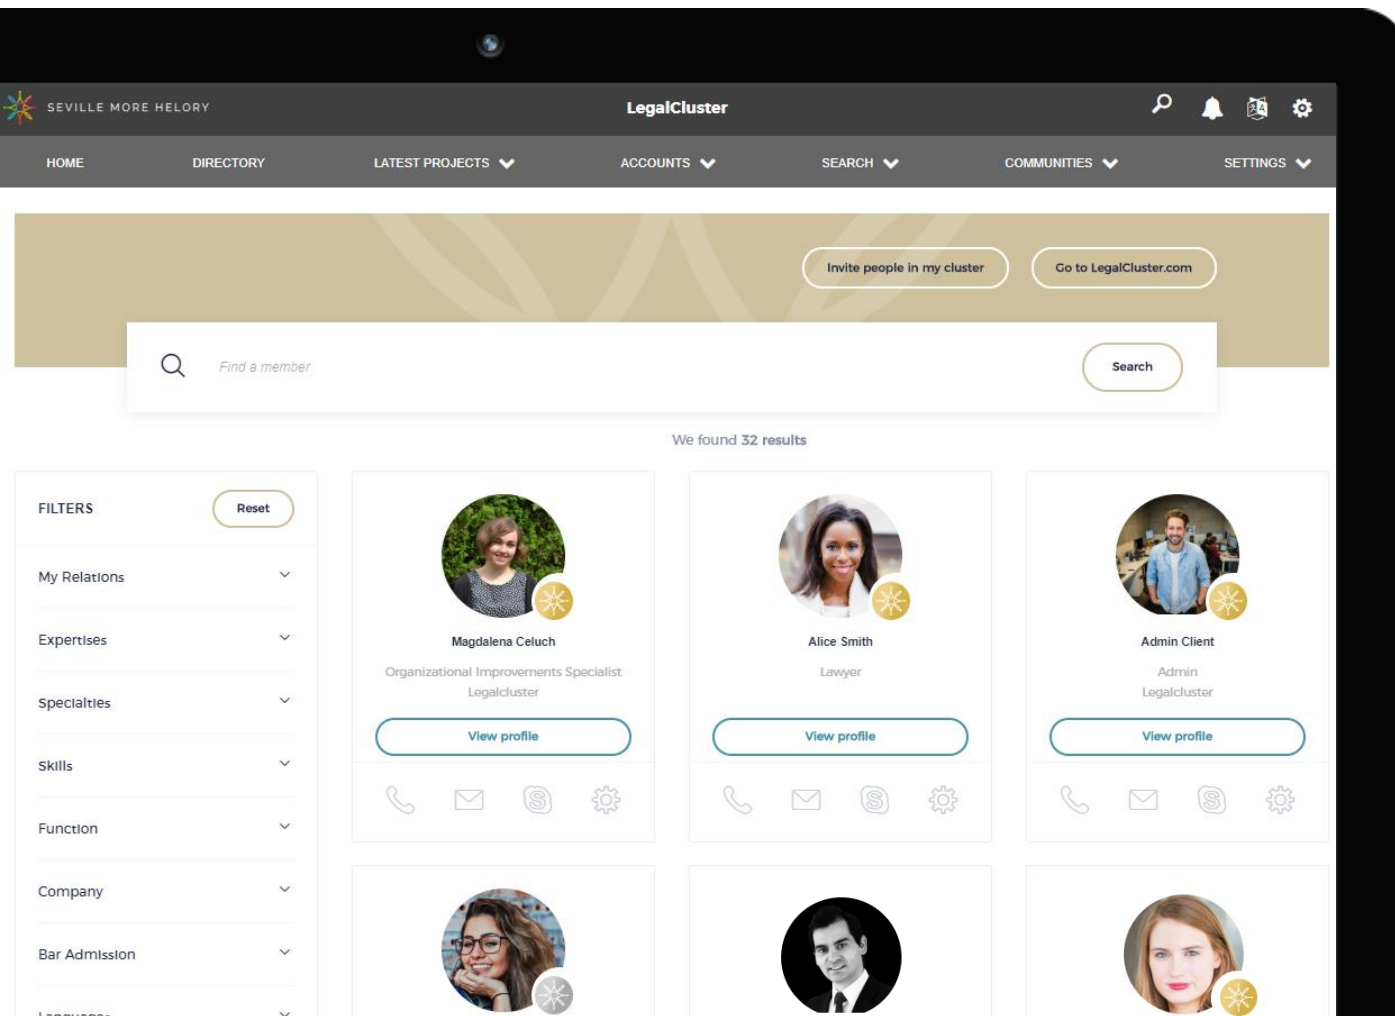 SEVILLE MORE HELORY
LegalCluster
HOME DIRECTORY LATEST PROJECTS ACCOUNTS SEARCH COMMUNITIES SETTINGS
Invite people in my cluster Go to LegalCluster.com
Find a member Search
We found 32 results
FILTERS Reset
My Relations
Expertises
Specialties
Skills
Function
Company
Bar Admission
Magdalena Celuch
Organizational Improvements Specialist
Legalcluster
View profile
Alice Smith
Lawyer
View profile
Admin Client
Admin
Legalcluster
View profile